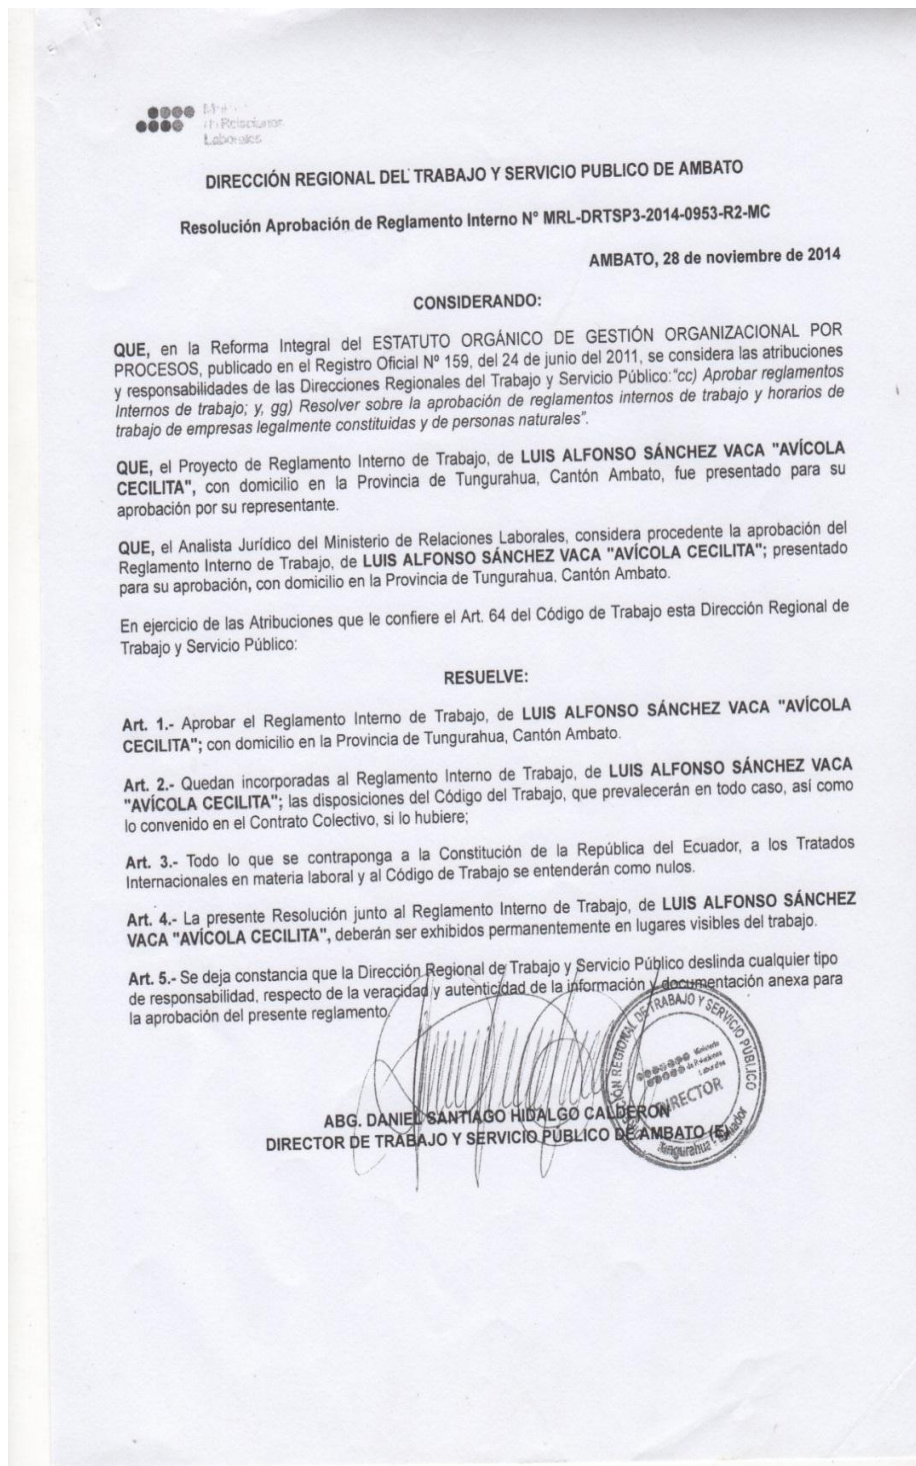 de Relaciones
Laborales
DIRECCIÓN REGIONAL DEL TRABAJO Y SERVICIO PUBLICO DE AMBATO
Resolución Aprobación de Reglamento Interno N° MRL-DRTSP3-2014-0953-R2-MC
AMBATO, 28 de noviembre de 2014
CONSIDERANDO:
QUE, en la Reforma Integral del ESTATUTO ORGÁNICO DE GESTIÓN ORGANIZACIONAL POR
PROCESOS, publicado en el Registro Oficial Nº 159, del 24 de junio del 2011, se considera las atribuciones
y responsabilidades de las Direcciones Regionales del Trabajo y Servicio Público:"cc) Aprobar reglamentos
Internos de trabajo; y, gg) Resolver sobre la aprobación de reglamentos internos de trabajo y horarios de
trabajo de empresas legalmente constituidas y de personas naturales".
QUE, el Proyecto de Reglamento Interno de Trabajo, de LUIS ALFONSO SÁNCHEZ VACA "AVÍCOLA
CECILITA", con domicilio en la Provincia de Tungurahua, Cantón Ambato, fue presentado para su
aprobación por su representante.
QUE, el Analista Jurídico del Ministerio de Relaciones Laborales, considera procedente la aprobación del
Reglamento Interno de Trabajo, de LUIS ALFONSO SÁNCHEZ VACA "AVÍCOLA CECILITA"; presentado
para su aprobación, con domicilio en la Provincia de Tungurahua, Cantón Ambato.
En ejercicio de las Atribuciones que le confiere el Art. 64 del Código de Trabajo esta Dirección Regional de
Trabajo y Servicio Público:
RESUELVE:
Art. 1.- Aprobar el Reglamento Interno de Trabajo, de LUIS ALFONSO SÁNCHEZ VACA "AVÍCOLA
CECILITA"; con domicilio en la Provincia de Tungurahua, Cantón Ambato.
Art. 2.- Quedan incorporadas al Reglamento Interno de Trabajo, de LUIS ALFONSO SÁNCHEZ VACA
"AVÍCOLA CECILITA"; las disposiciones del Código del Trabajo, que prevalecerán en todo caso, así como
lo convenido en el Contrato Colectivo, si lo hubiere;
Art. 3.- Todo lo que se contraponga a la Constitución de la República del Ecuador, a los Tratados
Internacionales en materia laboral y al Código de Trabajo se entenderán como nulos.
Art. 4.- La presente Resolución junto al Reglamento Interno de Trabajo, de LUIS ALFONSO SÁNCHEZ
VACA "AVÍCOLA CECILITA", deberán ser exhibidos permanentemente en lugares visibles del trabajo.
Art. 5.- Se deja constancia que la Dirección Regional de Trabajo y Servicio Público deslinda cualquier tipo
de responsabilidad, respecto de la veracidad y autenticidad de la información y documentación anexa para
la aprobación del presente reglamento.
DIRECCIÓN REGIONAL DE TRABAJO Y SERVICIO PÚBLICO
Ministerio
de Relaciones
Laborales
DIRECTOR
Tungurahua - Ecuador
ABG. DANIEL SANTIAGO HIDALGO CALDERON
DIRECTOR DE TRABAJO Y SERVICIO PÚBLICO DE AMBATO (E)